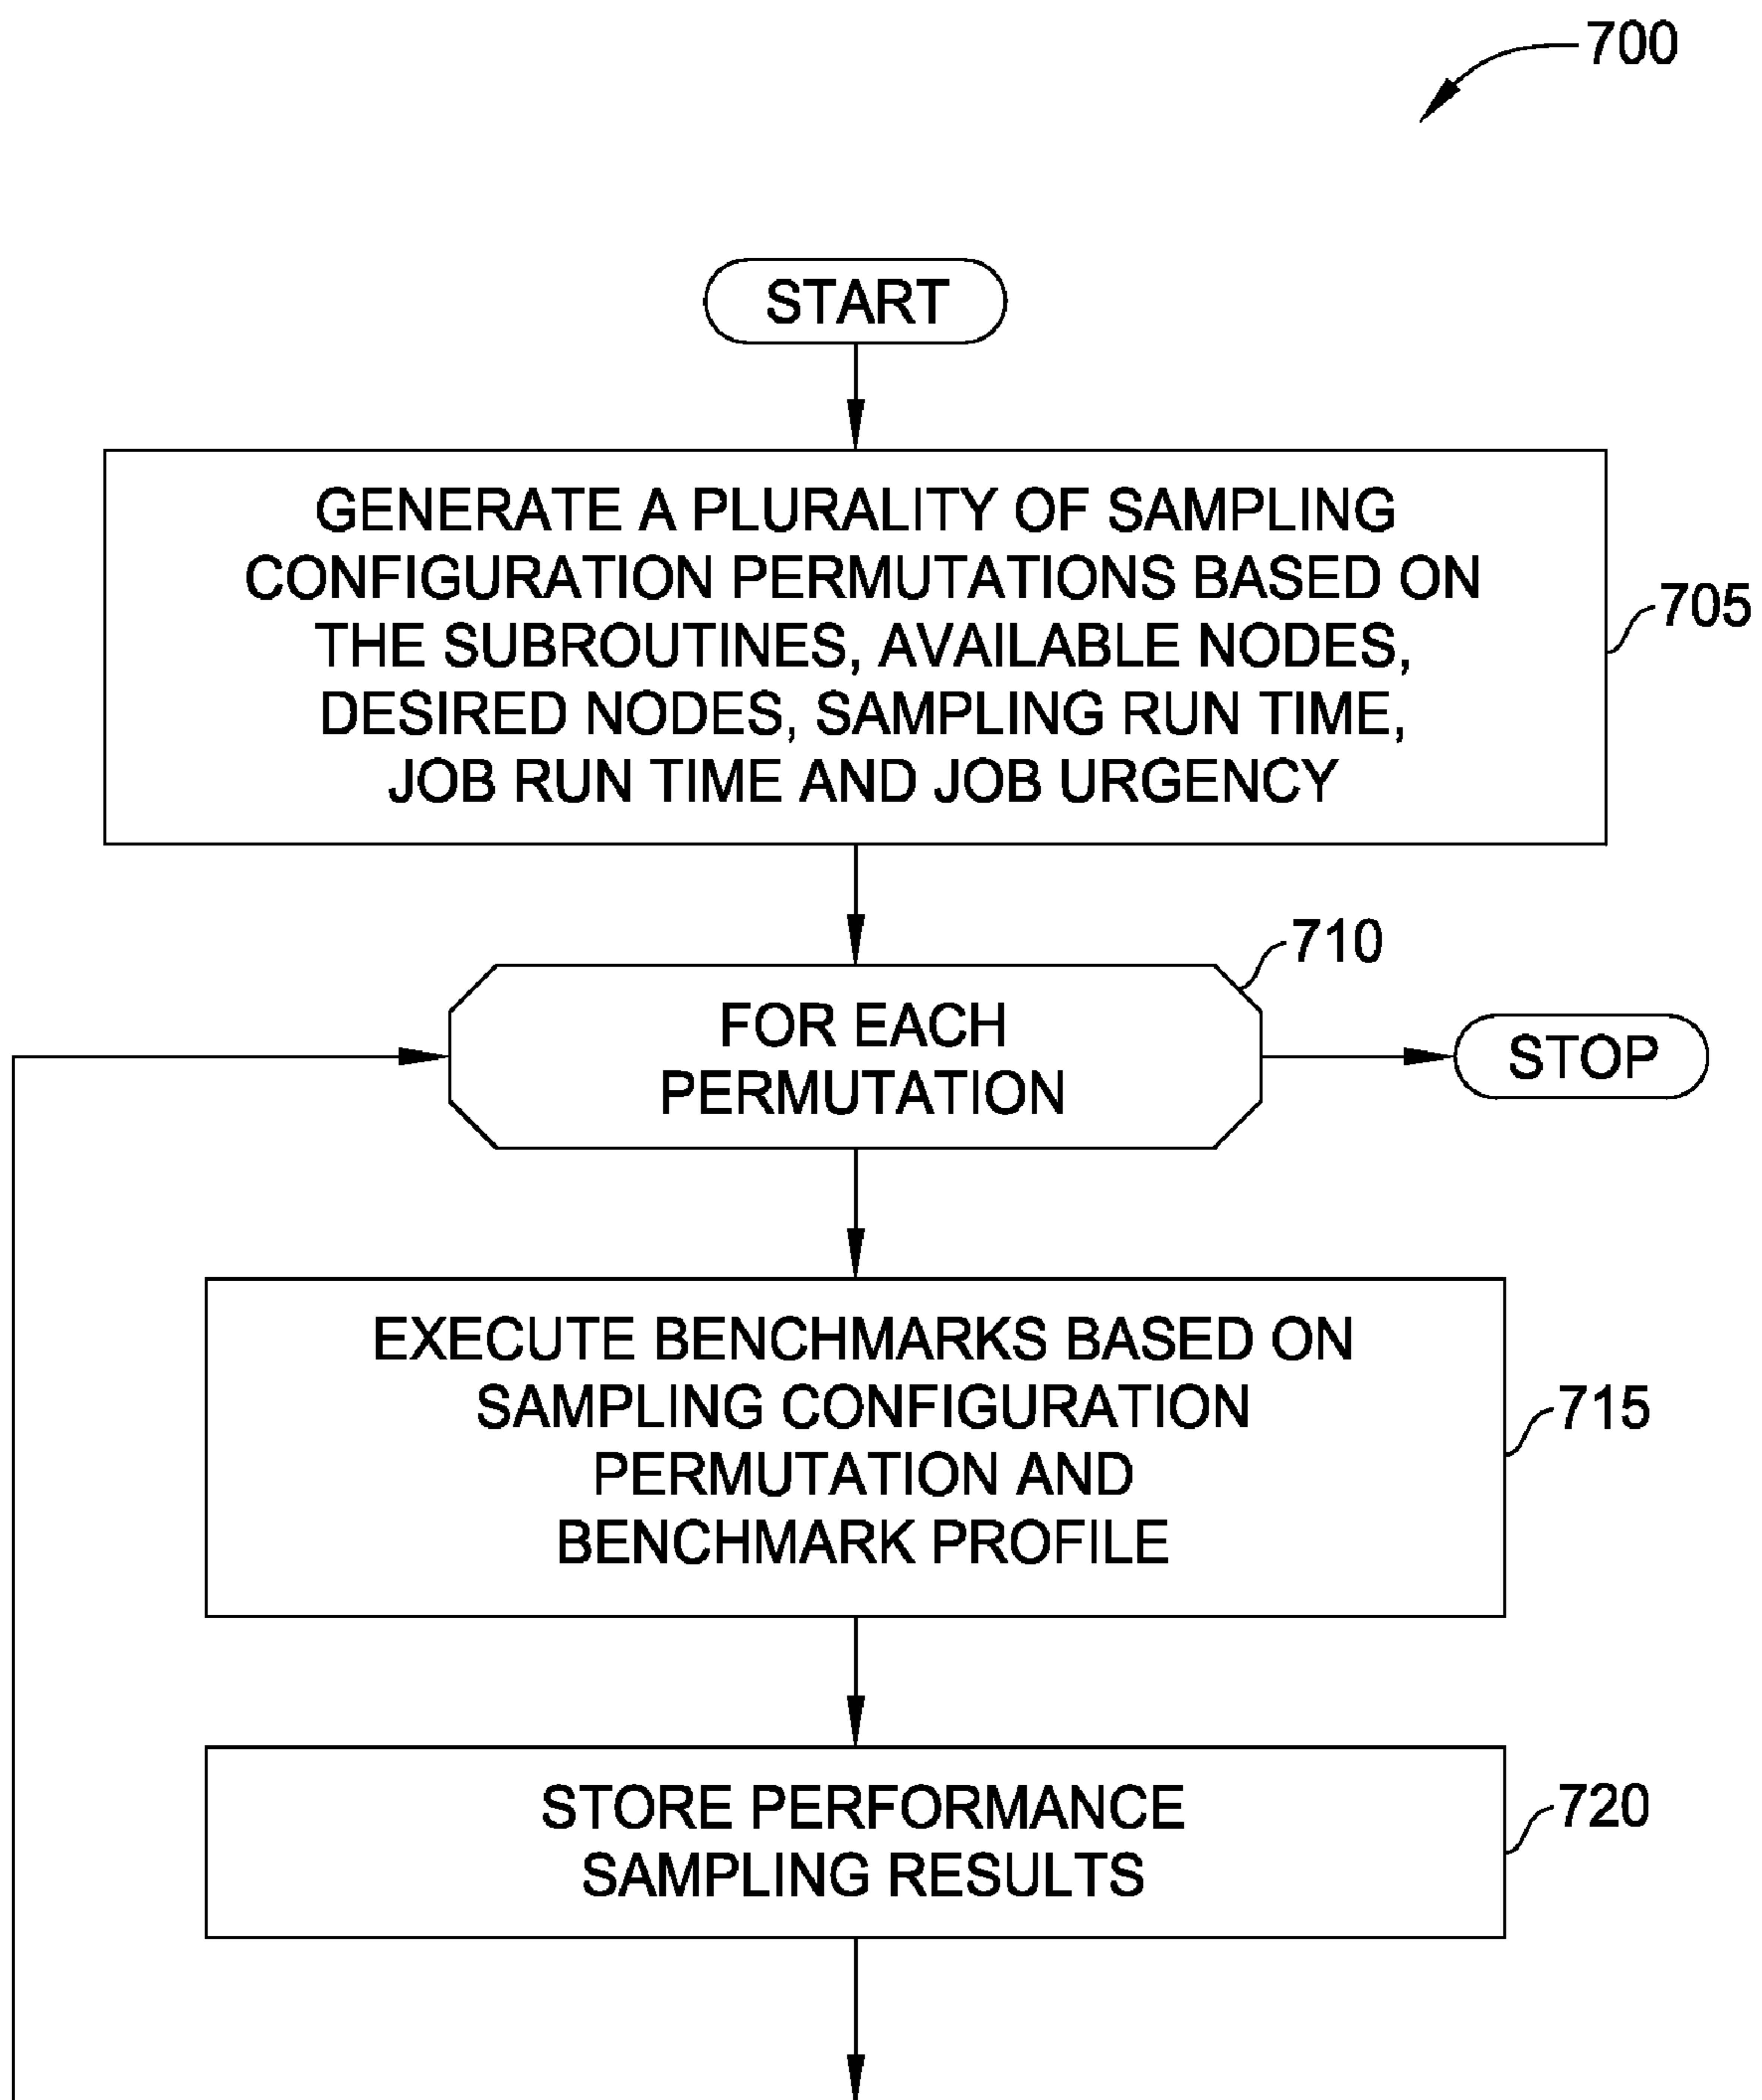 700
START
GENERATE A PLURALITY OF SAMPLING
CONFIGURATION PERMUTATIONS BASED ON
THE SUBROUTINES, AVAILABLE NODES,
DESIRED NODES, SAMPLING RUN TIME,
JOB RUN TIME AND JOB URGENCY
705
710
FOR EACH
PERMUTATION
STOP
EXECUTE BENCHMARKS BASED ON
SAMPLING CONFIGURATION
PERMUTATION AND
BENCHMARK PROFILE
715
STORE PERFORMANCE
SAMPLING RESULTS
720